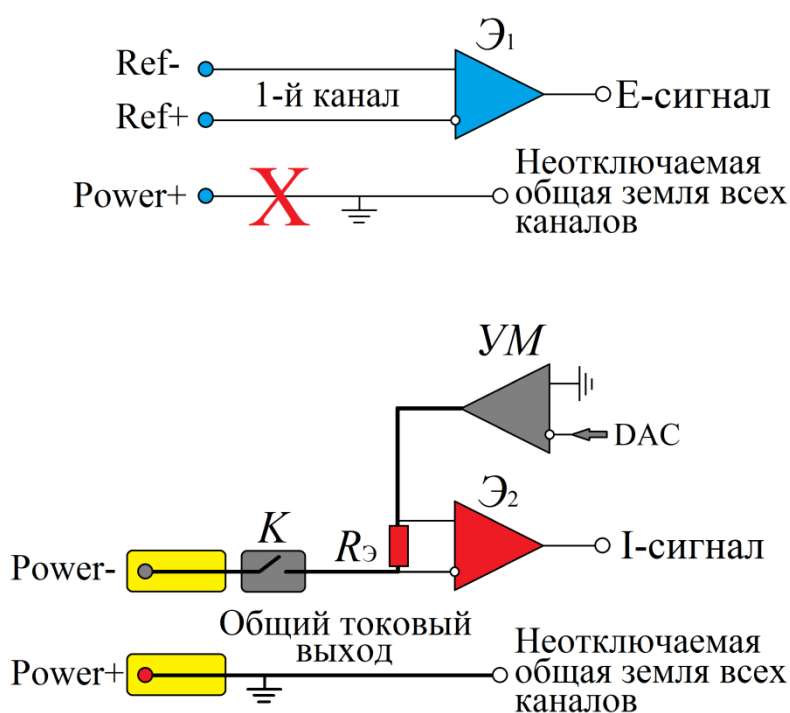 Э₁
Ref-
1-й канал
Ref+
Е-сигнал
Power+
X
Неотключаемая
общая земля всех
каналов
УМ
DAC
Э₂
K
Rэ
I-сигнал
Power-
Общий токовый
выход
Power+
Неотключаемая
общая земля всех
каналов